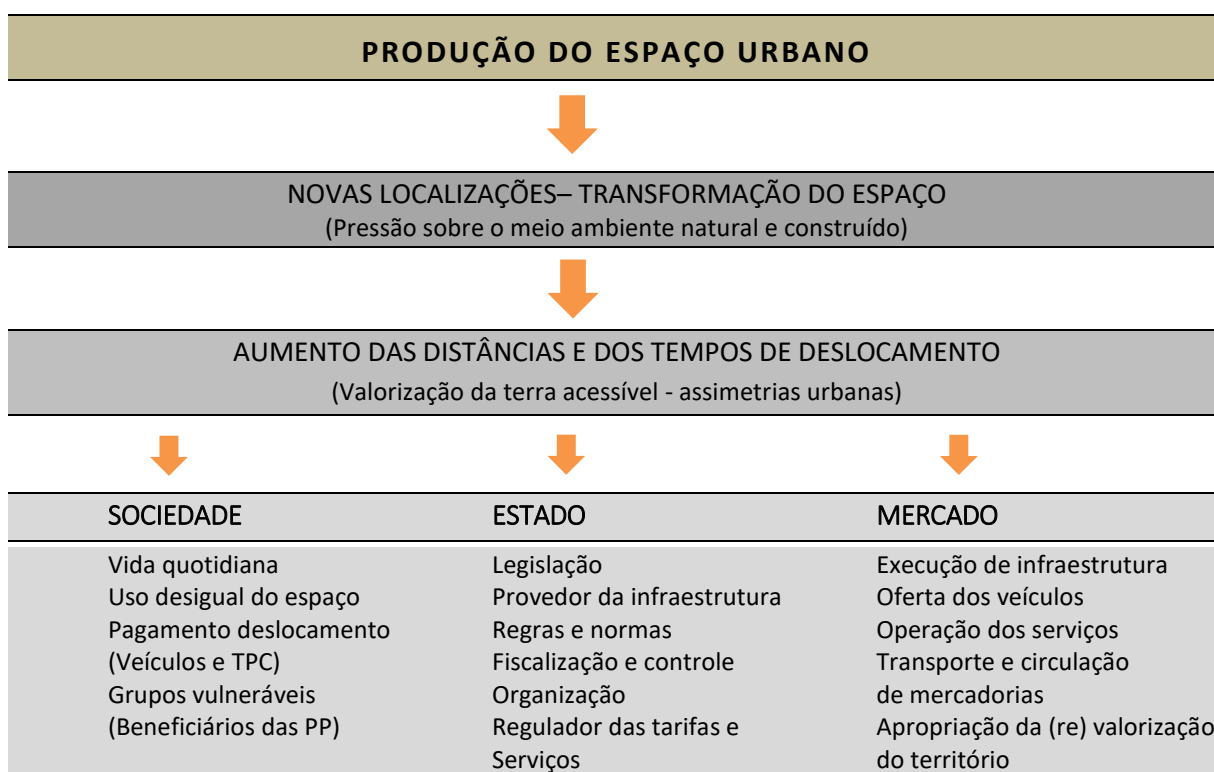 PRODUÇÃO DO ESPAÇO URBANO
NOVAS LOCALIZAÇÕES– TRANSFORMAÇÃO DO ESPAÇO
(Pressão sobre o meio ambiente natural e construído)
AUMENTO DAS DISTÂNCIAS E DOS TEMPOS DE DESLOCAMENTO
(Valorização da terra acessível - assimetrias urbanas)
SOCIEDADE
Vida quotidiana
Uso desigual do espaço
Pagamento deslocamento
(Veículos e TPC)
Grupos vulneráveis
(Beneficiários das PP)
ESTADO
Legislação
Provedor da infraestrutura
Regras e normas
Fiscalização e controle
Organização
Regulador das tarifas e
Serviços
MERCADO
Execução de infraestrutura
Oferta dos veículos
Operação dos serviços
Transporte e circulação
de mercadorias
Apropriação da (re) valorização
do território